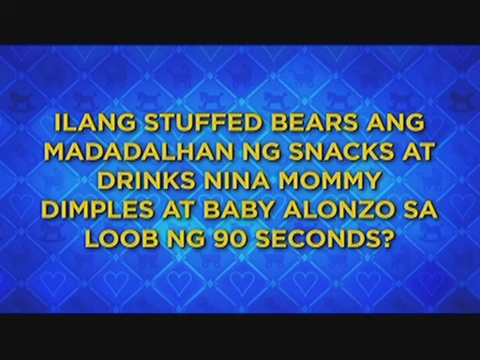 ILANG STUFFED BEARS ANG
MADADALHAN NG SNACKS AT
DRINKS NINA MOMMY
DIMPLES AT BABY ALONZO SA
LOOB NG 90 SECONDS?